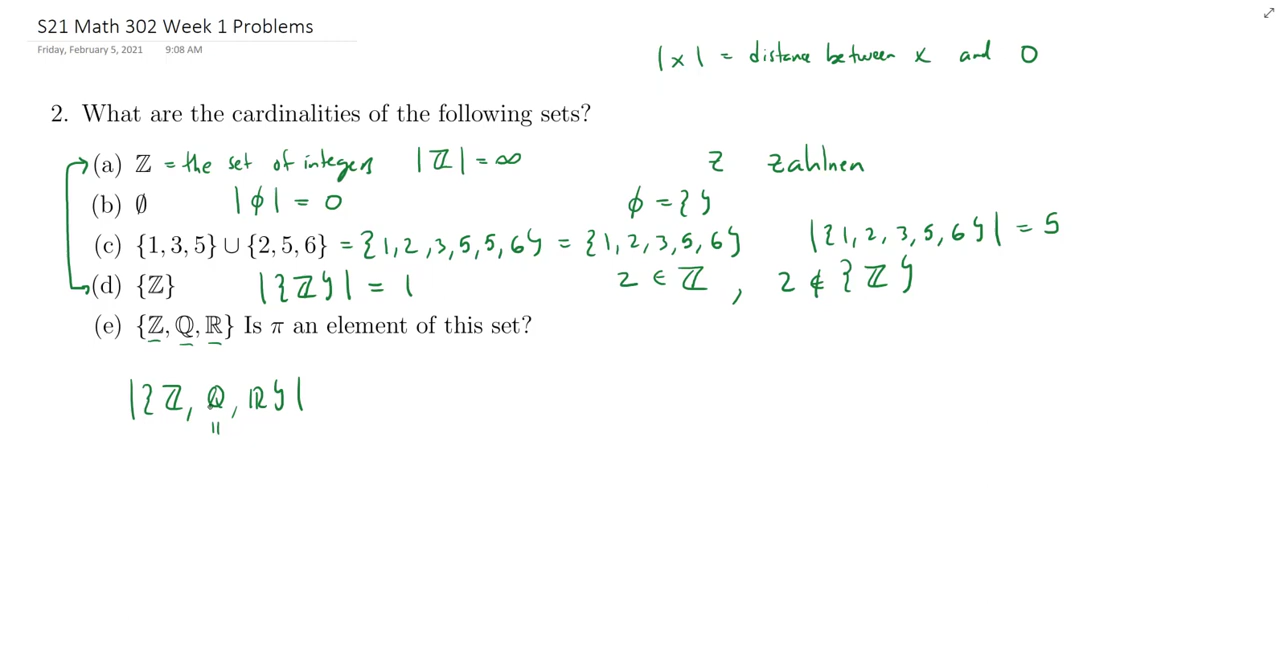 S21 Math 302 Week 1 Problems
Friday, February 5, 2021 9:08 AM
|x| = distance between x and 0
2. What are the cardinalities of the following sets?
(a) ℤ = the set of integers |ℤ| = ∞ Z Zahlnen
(b) ∅ |ϕ| = 0 ϕ = { }
(c) {1, 3, 5} ∪ {2, 5, 6} = {1, 2, 3, 5, 5, 6} = {1, 2, 3, 5, 6} |{1, 2, 3, 5, 6}| = 5
(d) {ℤ} |{ℤ}| = 1 2 ∈ ℤ, 2 ∉ {ℤ}
(e) {ℤ, ℚ, ℝ} Is π an element of this set?
|{ℤ, ℚ, ℝ}|
=